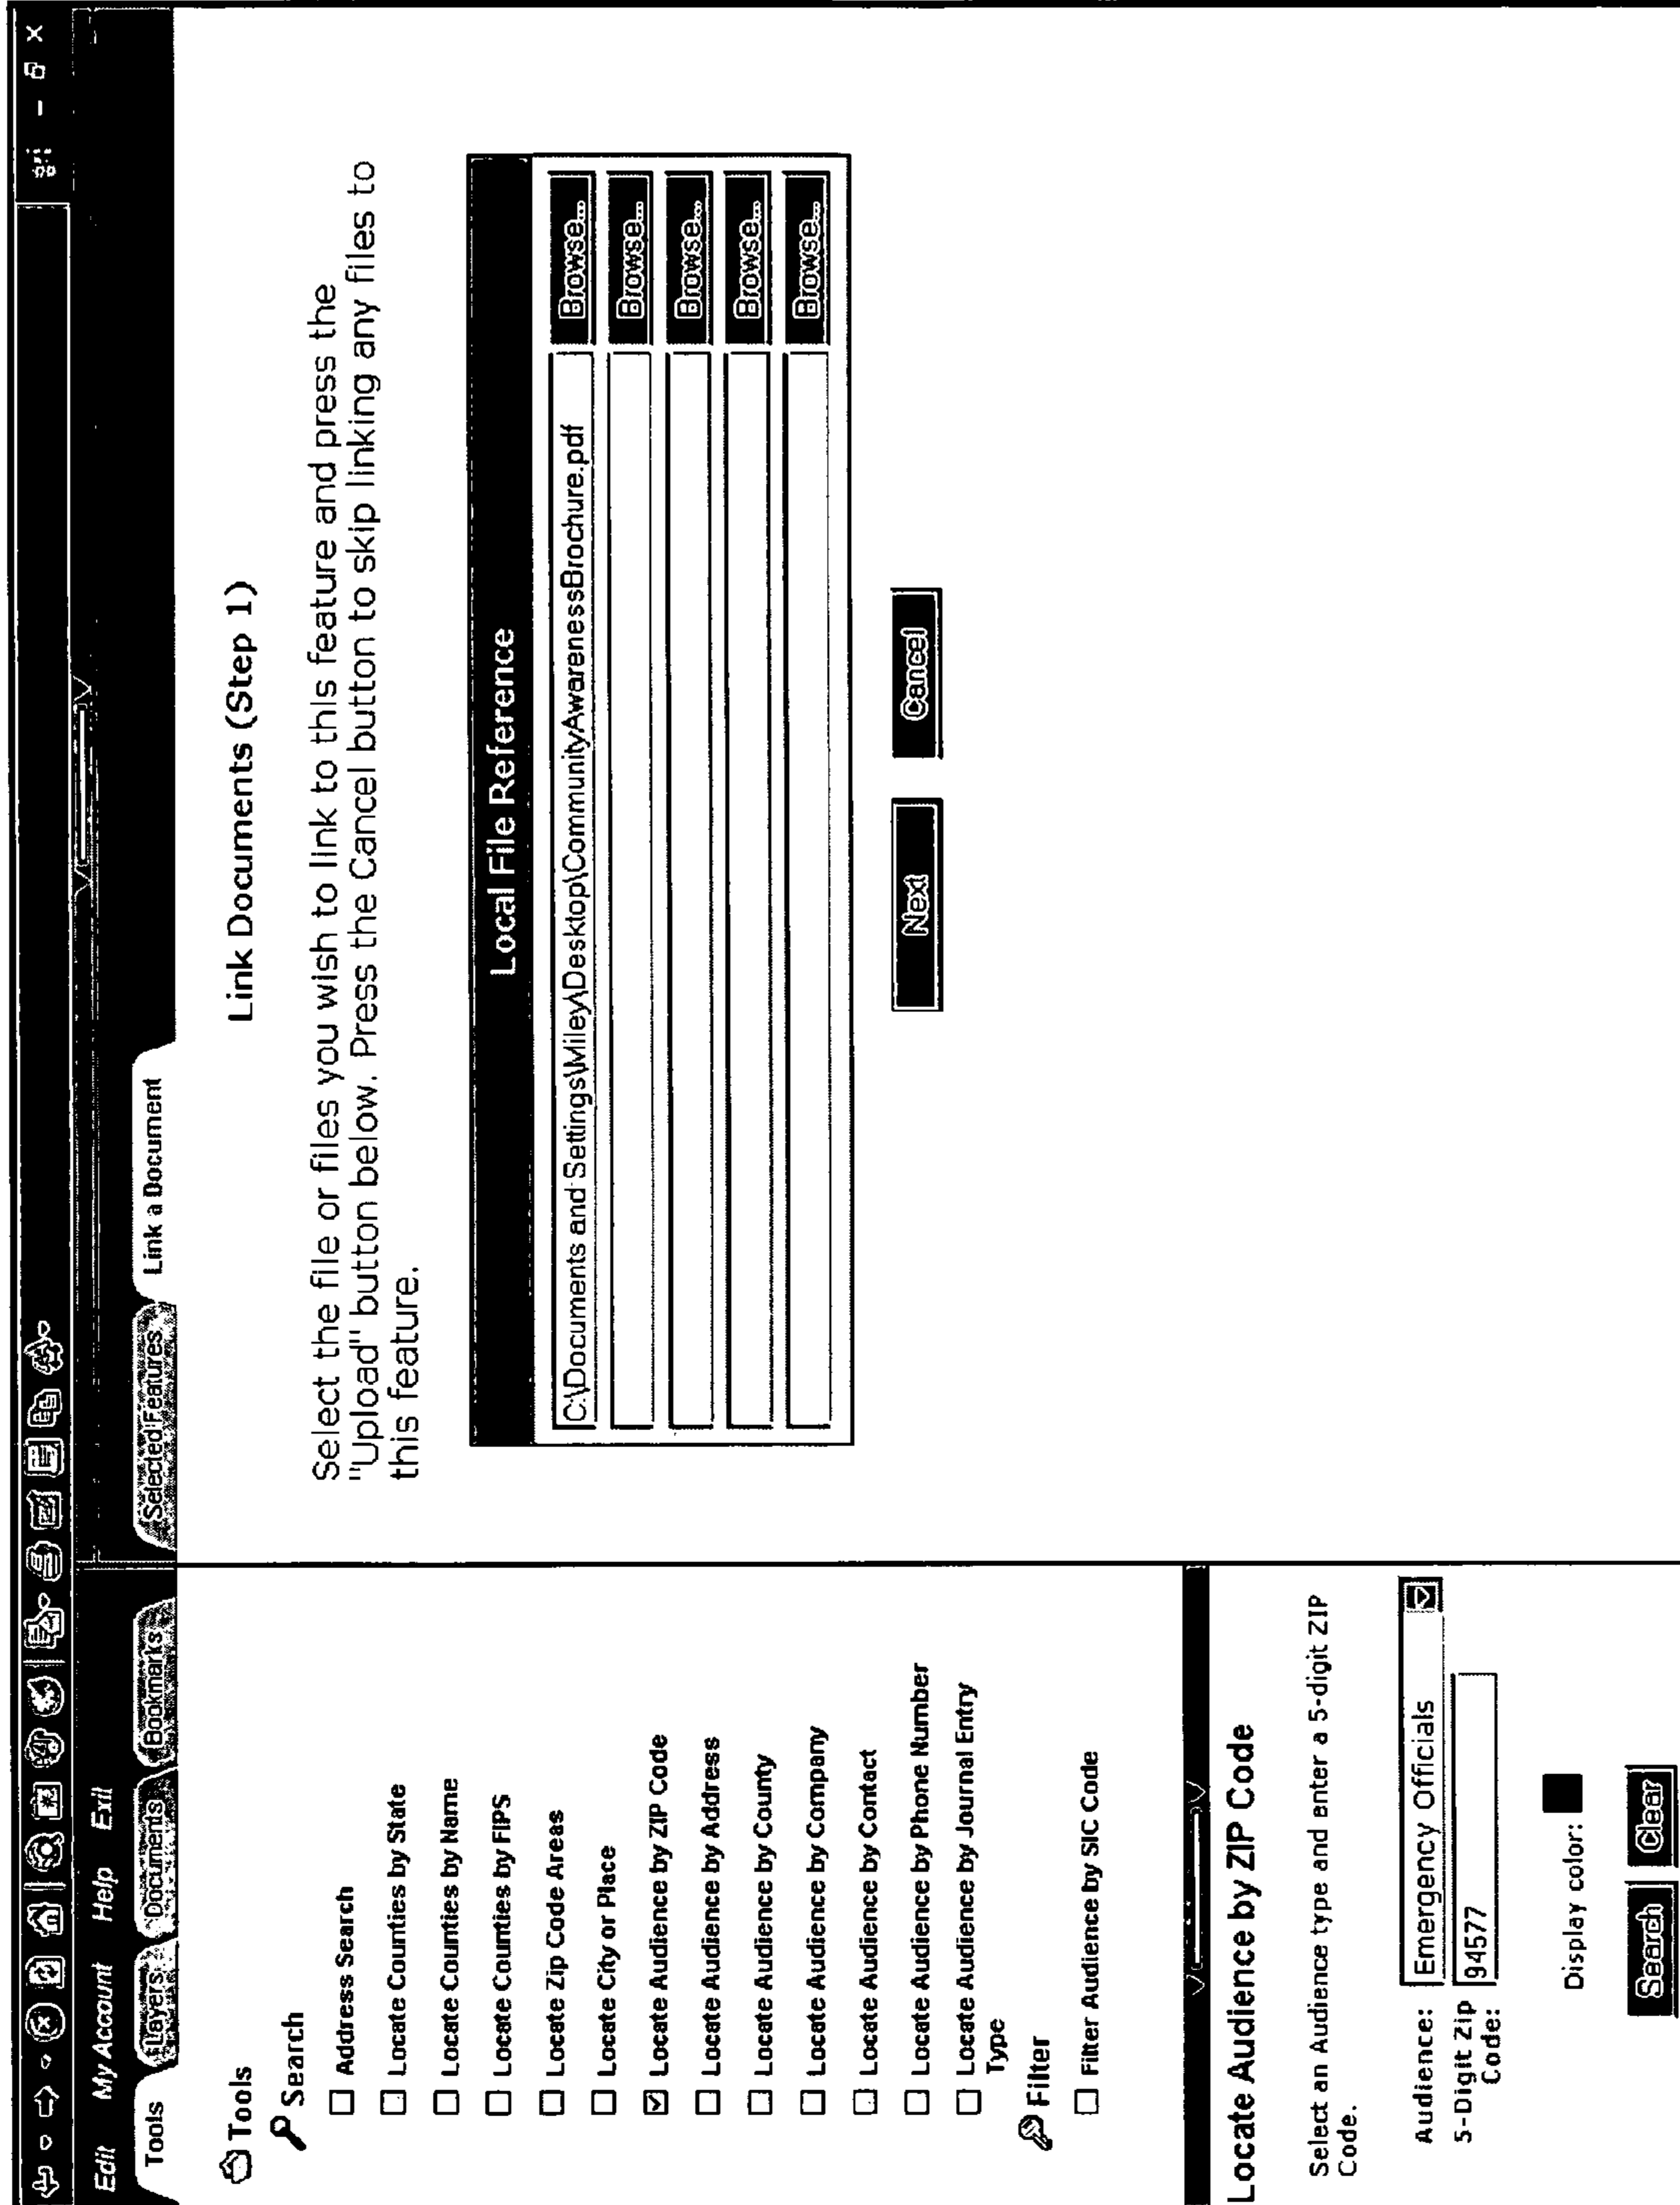 Edit My Account Help Exit
Tools Layers Documents Bookmarks
Selected Features Link a Document
Tools
Search
Address Search
Locate Counties by State
Locate Counties by Name
Locate Counties by FIPS
Locate Zip Code Areas
Locate City or Place
Locate Audience by ZIP Code
Locate Audience by Address
Locate Audience by County
Locate Audience by Company
Locate Audience by Contact
Locate Audience by Phone Number
Locate Audience by Journal Entry
Type
Filter
Filter Audience by SIC Code
Locate Audience by ZIP Code
Select an Audience type and enter a 5-digit ZIP
Code.
Audience: Emergency Officials
5-Digit Zip 94577
Code:
Display color:
Search Clear
Link Documents (Step 1)
Select the file or files you wish to link to this feature and press the
"Upload" button below. Press the Cancel button to skip linking any files to
this feature.
Local File Reference
C:\Documents and Settings\Wiley\Desktop\CommunityAwarenessBrochure.pdf Browse...
Browse...
Browse...
Browse...
Browse...
Next Cancel